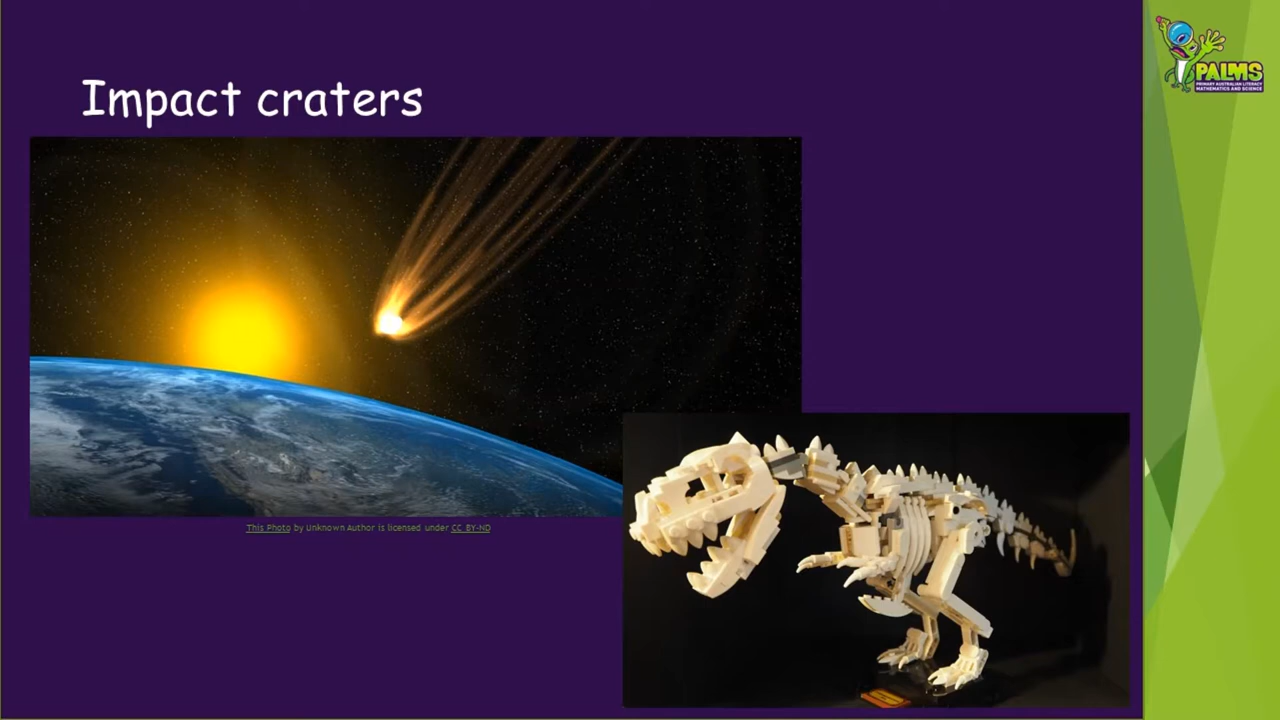 Impact craters
PALMS
PRIMARY AUSTRALIAN LITERACY
MATHEMATICS AND SCIENCE
This Photo by Unknown Author is licensed under CC BY-ND